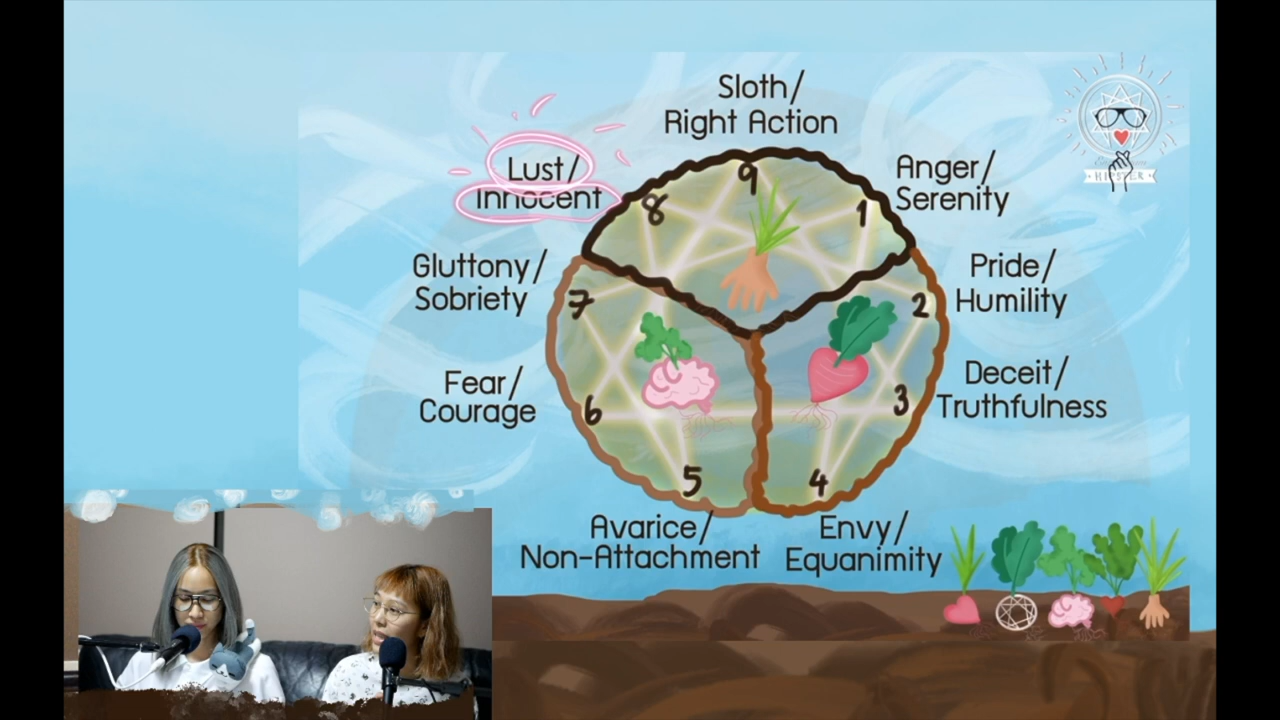 Sloth/
Right Action
Lust/
Innocent
Anger/
Serenity
Gluttony/
Sobriety
Pride/
Humility
Fear/
Courage
Deceit/
Truthfulness
Avarice/
Non-Attachment
Envy/
Equanimity
9
8
1
7
2
6
3
5
4
HIPSTER